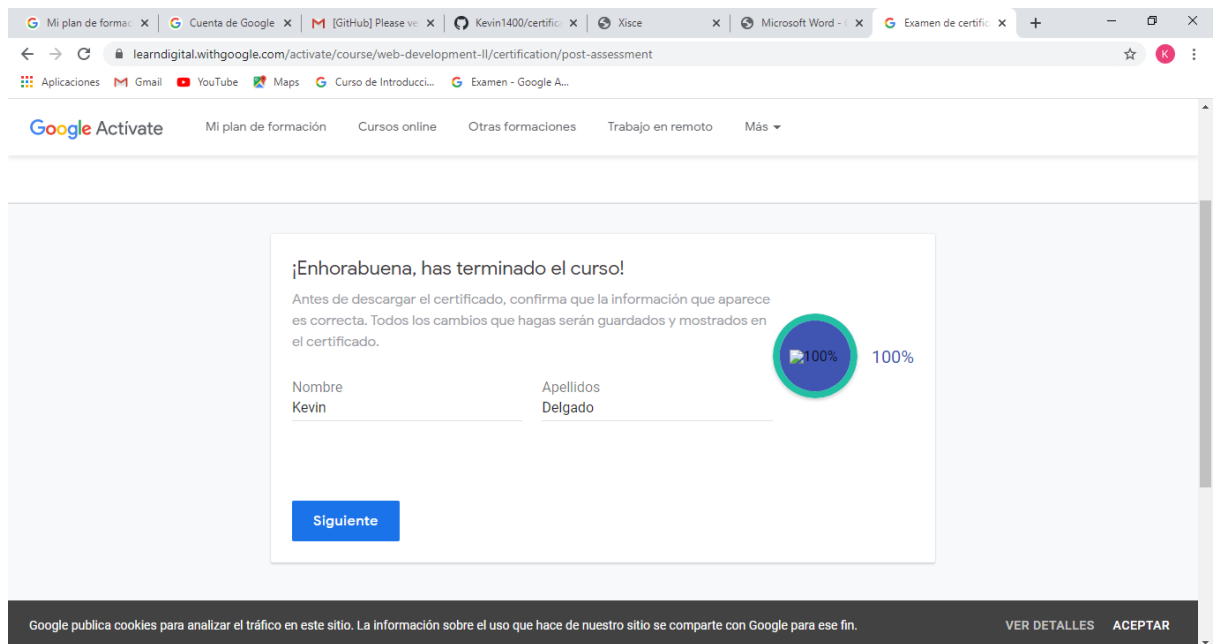 Mi plan de formac
Cuenta de Google
[GitHub] Please ve
Kevin1400/certifica
Xisce
Microsoft Word - (
Examen de certific
learndigital.withgoogle.com/activate/course/web-development-II/certification/post-assessment
K
Aplicaciones
Gmail
YouTube
Maps
Curso de Introducci...
Examen - Google A...
Google Actívate
Mi plan de formación
Cursos online
Otras formaciones
Trabajo en remoto
Más
¡Enhorabuena, has terminado el curso!
Antes de descargar el certificado, confirma que la información que aparece
es correcta. Todos los cambios que hagas serán guardados y mostrados en
el certificado.
100%
100%
Nombre
Kevin
Apellidos
Delgado
Siguiente
Google publica cookies para analizar el tráfico en este sitio. La información sobre el uso que hace de nuestro sitio se comparte con Google para ese fin.
VER DETALLES
ACEPTAR